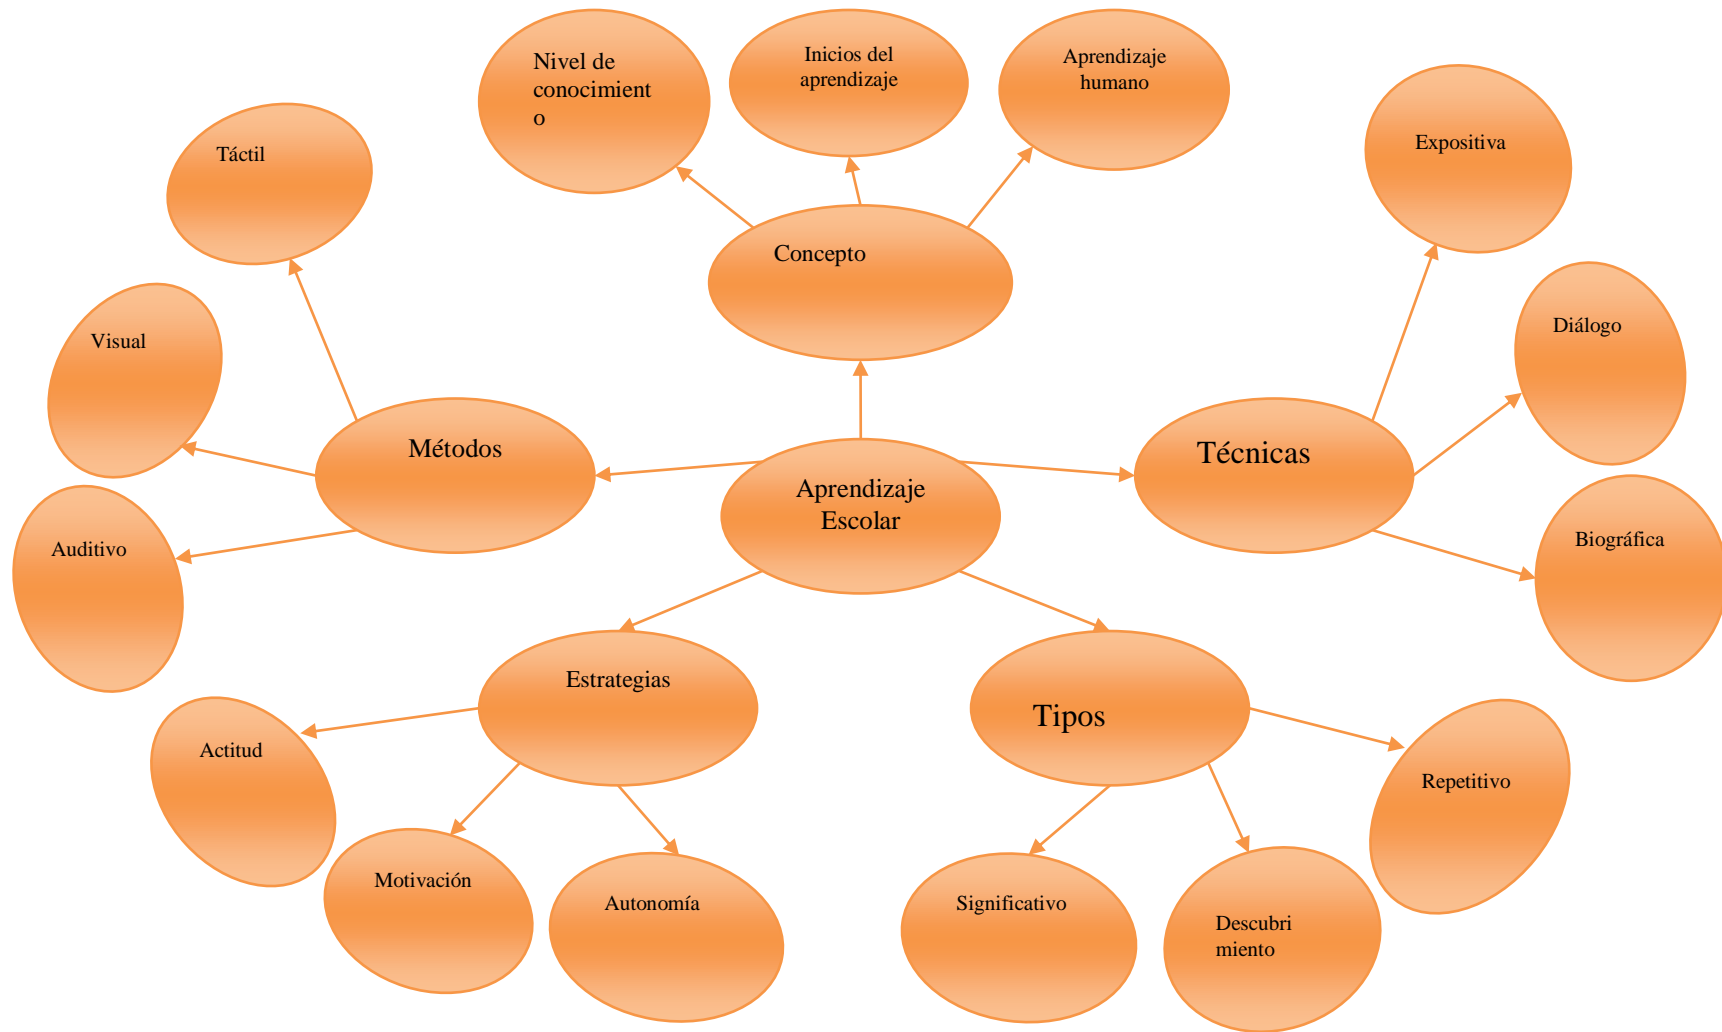 Nivel de
conocimient
o
Inicios del
aprendizaje
Aprendizaje
humano
Expositiva
Táctil
Concepto
Diálogo
Visual
Métodos
Técnicas
Aprendizaje
Escolar
Auditivo
Biográfica
Estrategias
Tipos
Actitud
Repetitivo
Motivación
Autonomía
Significativo
Descubri
miento